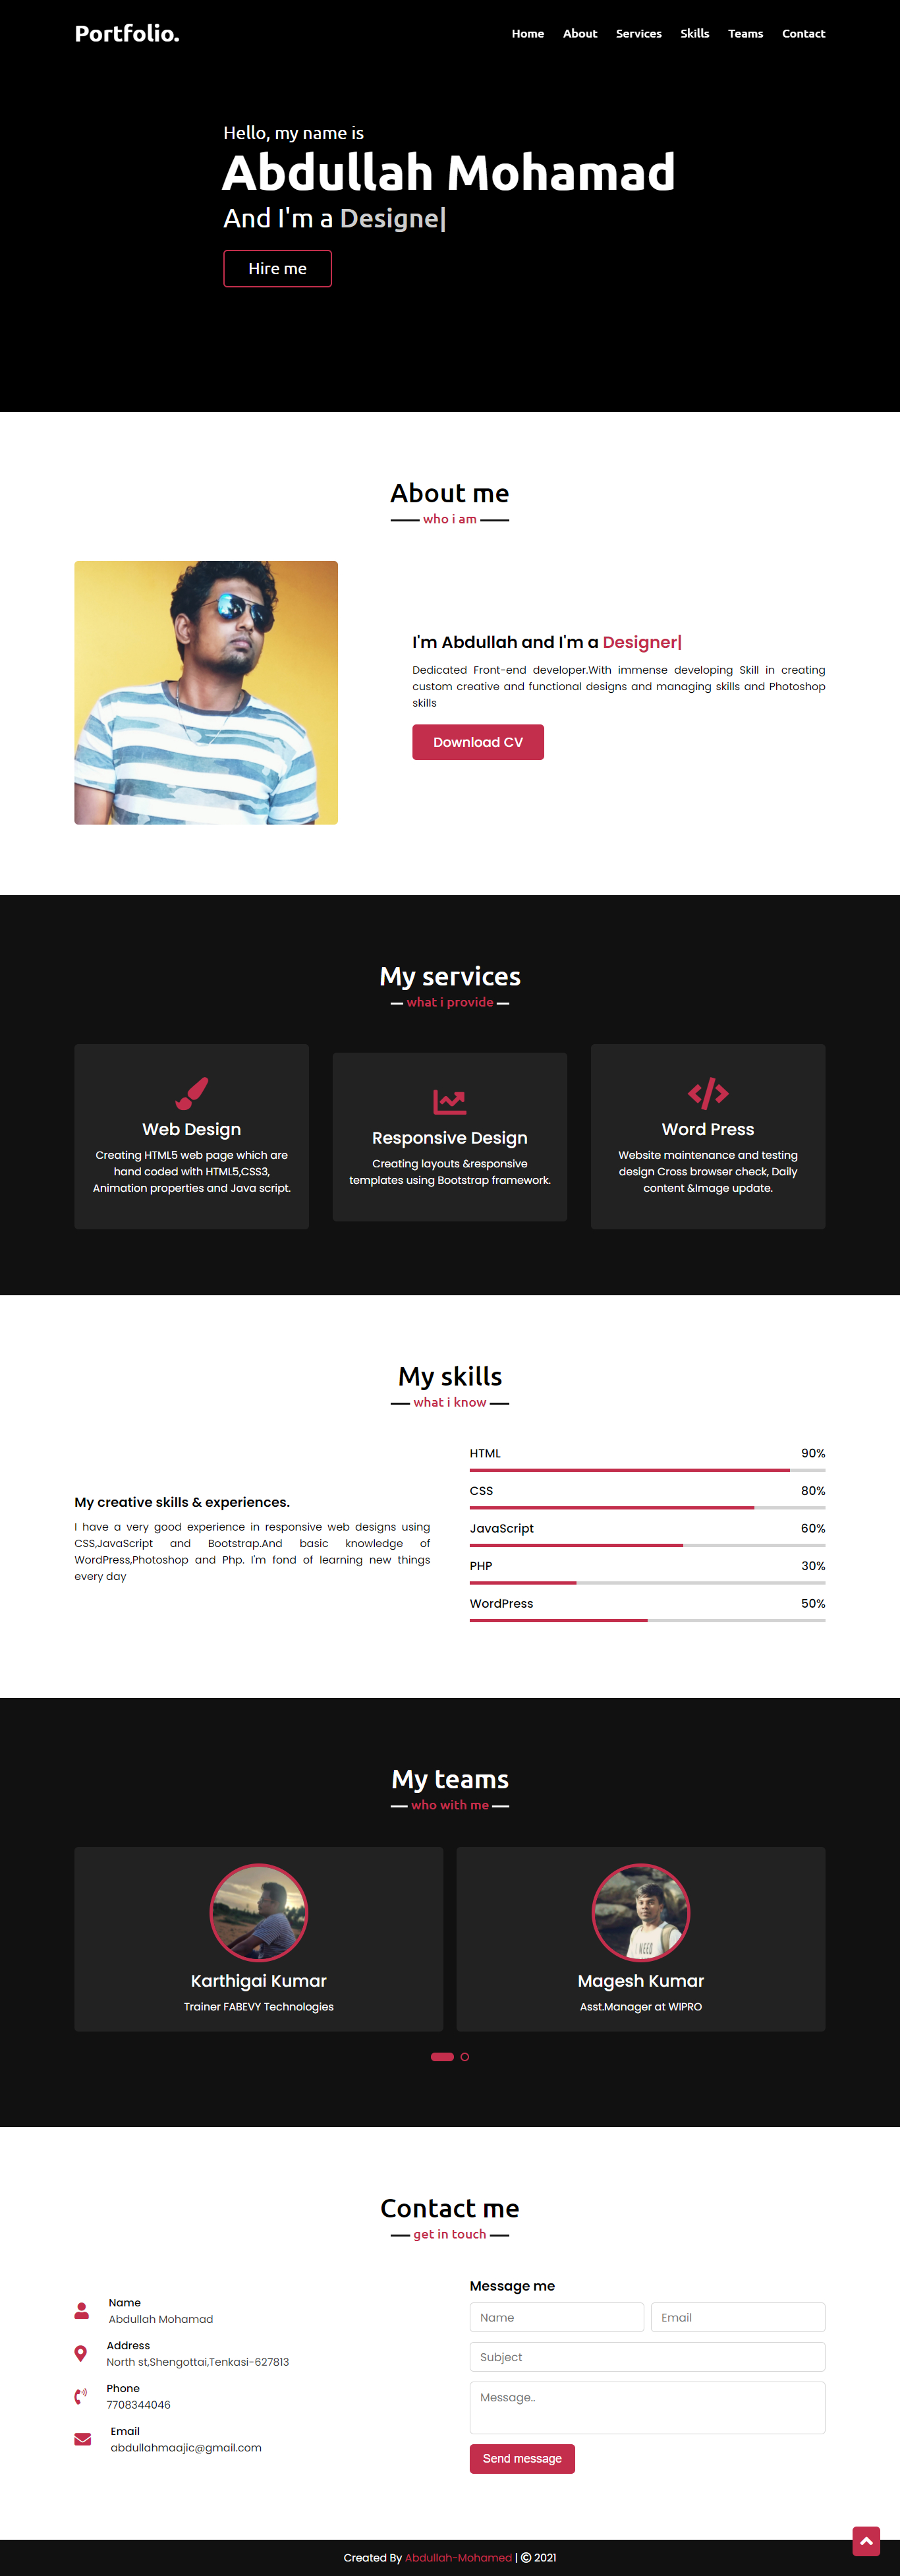 Portfolio.
Home About Services Skills Teams Contact
Hello, my name is
Abdullah Mohamad
And I'm a Designe|
Hire me
About me
who i am
I'm Abdullah and I'm a Designer|
Dedicated Front-end developer.With immense developing Skill in creating
custom creative and functional designs and managing skills and Photoshop
skills
Download CV
My services
what i provide
Web Design
Creating HTML5 web page which are
hand coded with HTML5,CSS3,
Animation properties and Java script.
Responsive Design
Creating layouts &responsive
templates using Bootstrap framework.
Word Press
Website maintenance and testing
design Cross browser check, Daily
content &Image update.
My skills
what i know
My creative skills & experiences.
I have a very good experience in responsive web designs using
CSS,JavaScript and Bootstrap.And basic knowledge of
WordPress,Photoshop and Php. I'm fond of learning new things
every day
HTML 90%
CSS 80%
JavaScript 60%
PHP 30%
WordPress 50%
My teams
who with me
Karthigai Kumar
Trainer FABEVY Technologies
I NEED
Magesh Kumar
Asst.Manager at WIPRO
Contact me
get in touch
Name
Abdullah Mohamad
Address
North st,Shengottai,Tenkasi-627813
Phone
7708344046
Email
abdullahmaajic@gmail.com
Message me
Name Email
Subject
Message..
Send message
Created By Abdullah-Mohamed | © 2021